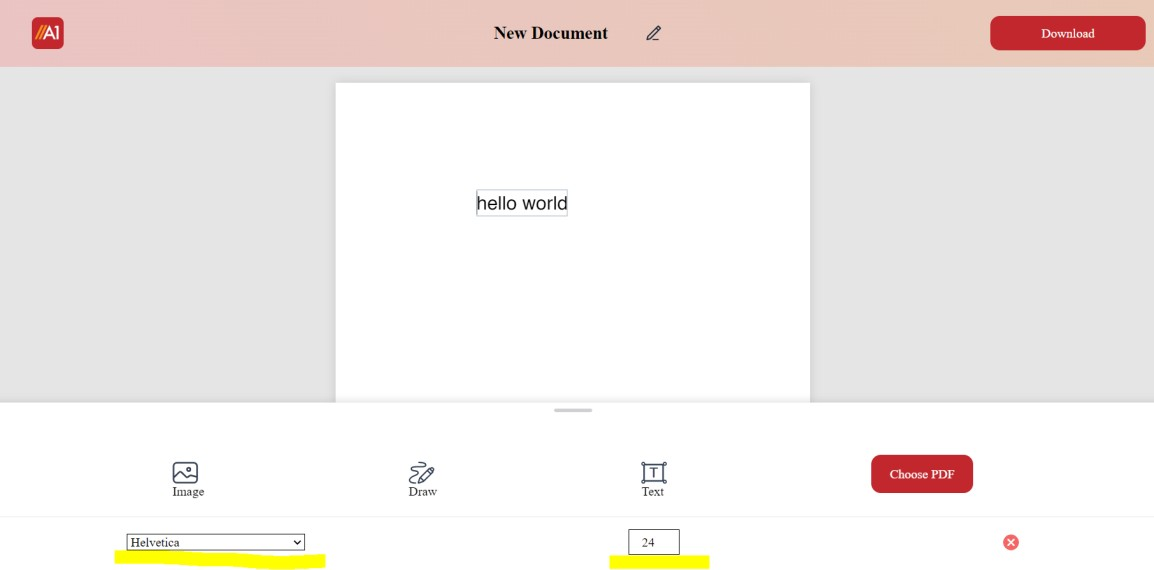 //A1
New Document
Download
hello world
Image
Draw
Text
Choose PDF
Helvetica
24